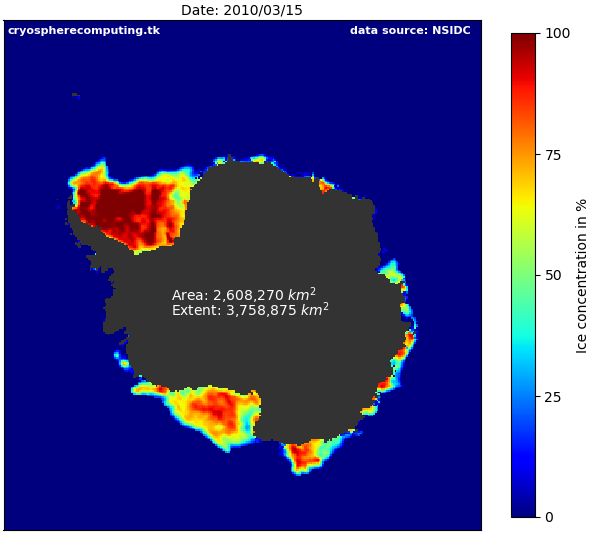 Date: 2010/03/15
cryospherecomputing.tk
data source: NSIDC
100
75
50
25
0
Ice concentration in %
Area: 2,608,270 km²
Extent: 3,758,875 km²